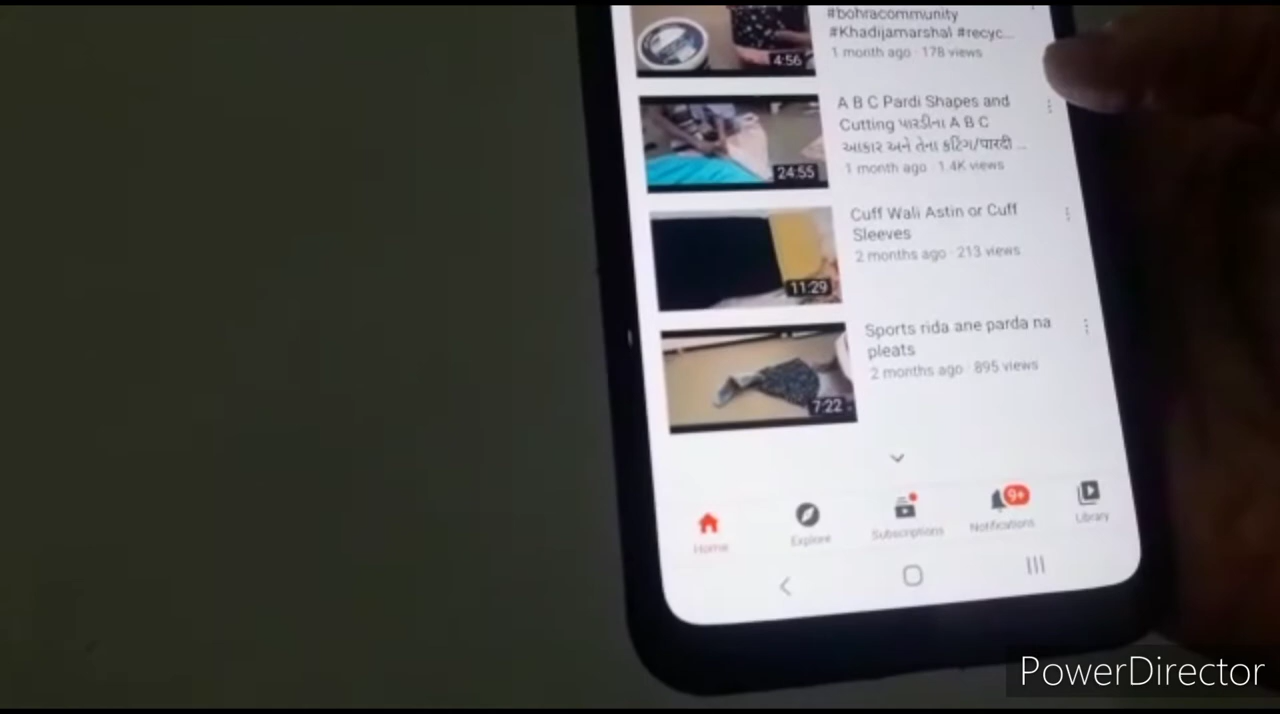 #bohracommunity
#Khadijamarshal #recyc...
1 month ago · 178 views
4:56
A B C Pardi Shapes and
Cutting પારડીના A B C
આકાર અને તેના કટિંગ/पारदी ...
1 month ago · 1.4K views
24:55
Cuff Wali Astin or Cuff
Sleeves
2 months ago · 213 views
11:29
Sports rida ane parda na
pleats
2 months ago · 895 views
7:22
9+
Home
Explore
Subscriptions
Notifications
Library
PowerDirector